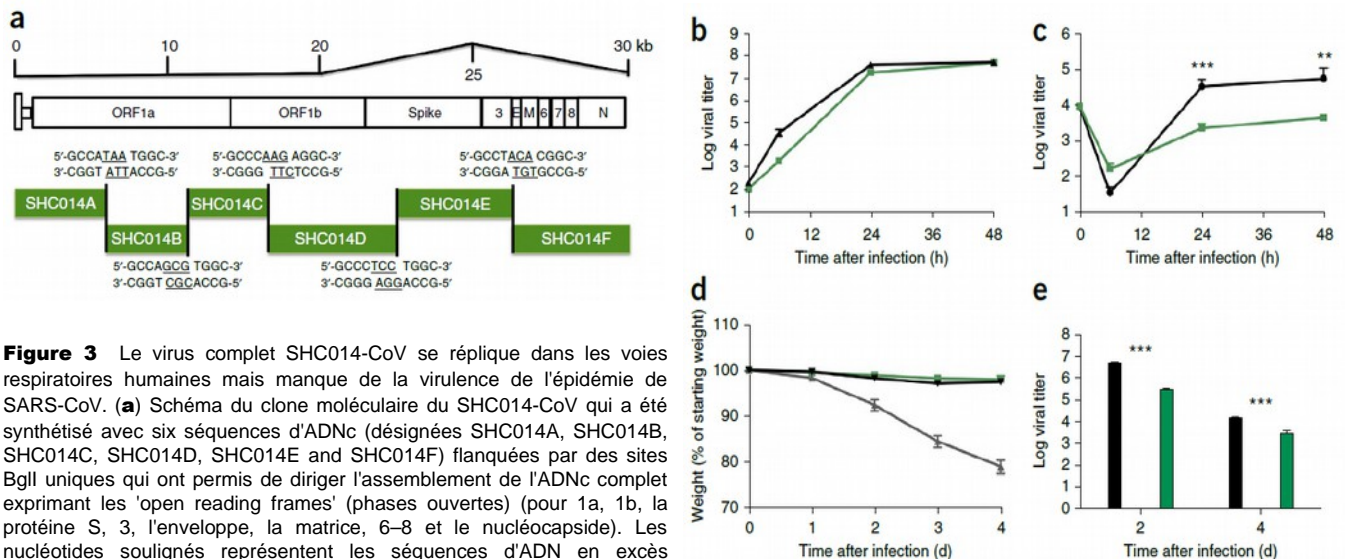 a
0 10 20 30 kb
25
ORF1a ORF1b Spike 3 E M 6 7 8 N
5′-GCCATAA TGGC-3′ 5′-GCCCAAG AGGC-3′ 5′-GCCTACA CGGC-3′
3′-CGGT ATTACCG-5′ 3′-CGGG TTCTCCG-5′ 3′-CGGA TGTGCCG-5′
SHC014A SHC014C SHC014E
SHC014B SHC014D SHC014F
5′-GCCAGCG TGGC-3′ 5′-GCCCTCC TGGC-3′
3′-CGGT CGCACCG-5′ 3′-CGGG AGGACCG-5′
Figure 3 Le virus complet SHC014-CoV se réplique dans les voies
respiratoires humaines mais manque de la virulence de l'épidémie de
SARS-CoV. (a) Schéma du clone moléculaire du SHC014-CoV qui a été
synthétisé avec six séquences d'ADNc (désignées SHC014A, SHC014B,
SHC014C, SHC014D, SHC014E and SHC014F) flanquées par des sites
BglI uniques qui ont permis de diriger l'assemblement de l'ADNc complet
exprimant les 'open reading frames' (phases ouvertes) (pour 1a, 1b, la
protéine S, 3, l'enveloppe, la matrice, 6–8 et le nucléocapside). Les
nucléotides soulignés représentent les séquences d'ADN en excès
b
Log viral titer
9
8
7
6
5
4
3
2
1
0 12 24 36 48
Time after infection (h)
c
Log viral titer
6
5
4
3
2
1
*** **
0 12 24 36 48
Time after infection (h)
d
Weight (% of starting weight)
110
100
90
80
70
0 1 2 3 4
Time after infection (d)
e
Log viral titer
8
7
6
5
4
3
2
1
0
***
***
2 4
Time after infection (d)